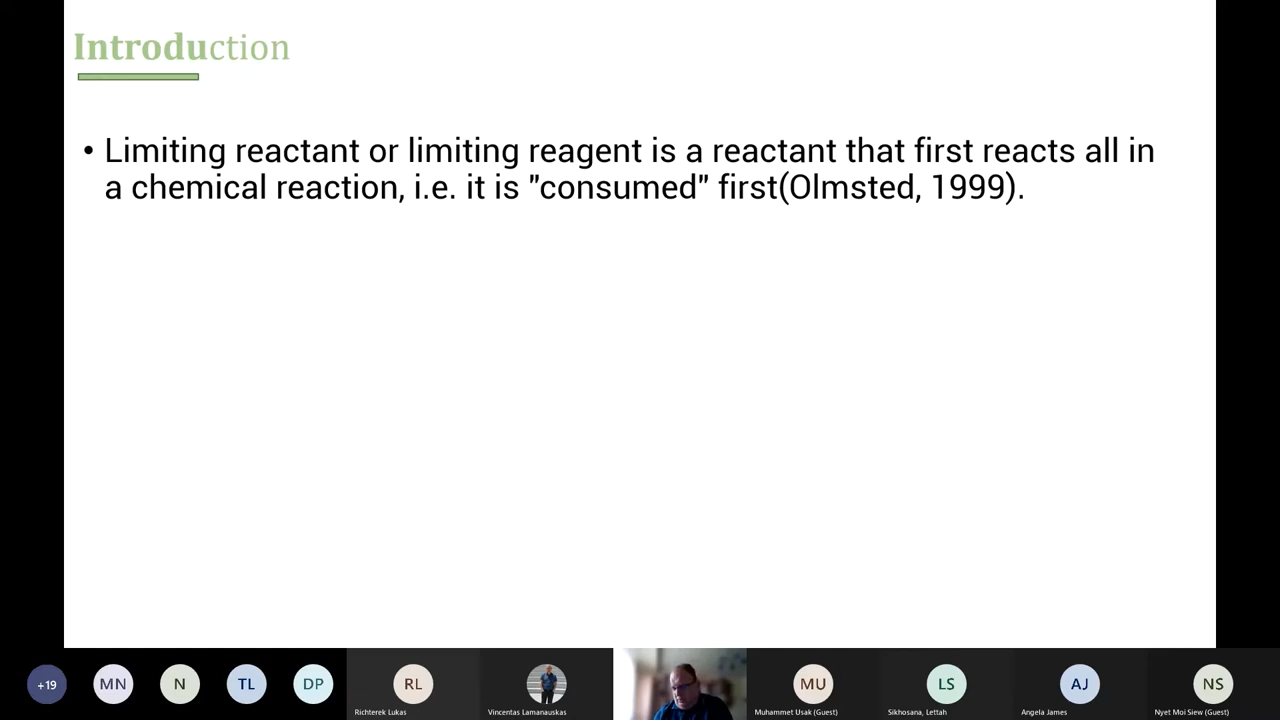 Introduction
• Limiting reactant or limiting reagent is a reactant that first reacts all in
a chemical reaction, i.e. it is "consumed" first(Olmsted, 1999).
+19
MN
N
TL
DP
RL
MU
LS
AJ
NS
Richterek Lukas
Vincentas Lamanauskas
Muhammet Usak (Guest)
Sikhosana, Lettah
Angela James
Nyet Moi Siew (Guest)